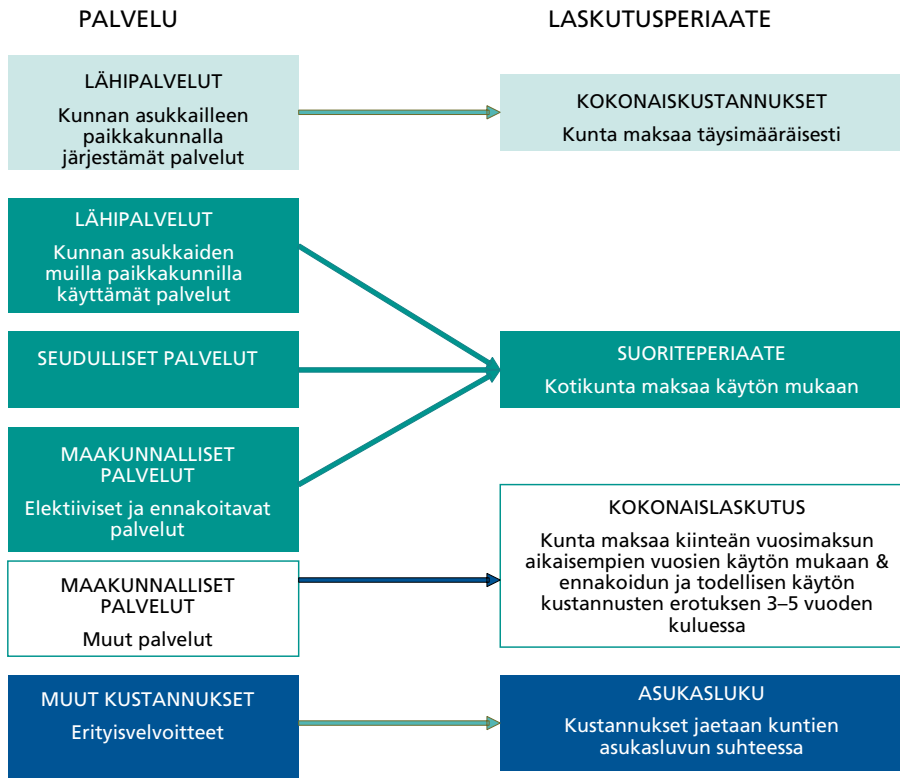 PALVELU
LASKUTUSPERIAATE
LÄHIPALVELUT
Kunnan asukkailleen
paikkakunnalla
järjestämät palvelut
KOKONAISKUSTANNUKSET
Kunta maksaa täysimääräisesti
LÄHIPALVELUT
Kunnan asukkaiden
muilla paikkakunnilla
käyttämät palvelut
SEUDULLISET PALVELUT
MAAKUNNALLISET
PALVELUT
Elektiiviset ja ennakoitavat
palvelut
SUORITEPERIAATE
Kotikunta maksaa käytön mukaan
MAAKUNNALLISET
PALVELUT
Muut palvelut
KOKONAISLASKUTUS
Kunta maksaa kiinteän vuosimaksun
aikaisempien vuosien käytön mukaan &
ennakoidun ja todellisen käytön
kustannusten erotuksen 3–5 vuoden
kuluessa
MUUT KUSTANNUKSET
Erityisvelvoitteet
ASUKASLUKU
Kustannukset jaetaan kuntien
asukasluvun suhteessa